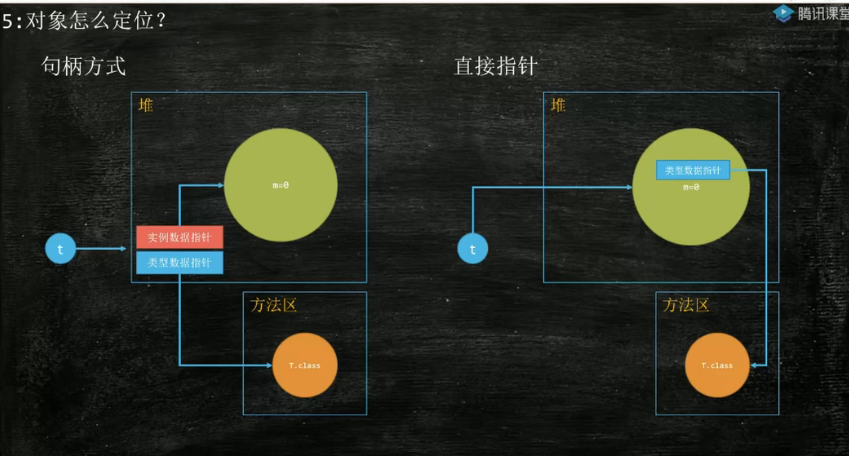 5:对象怎么定位？
腾讯课堂
句柄方式
直接指针
堆
m=0
t
实例数据指针
类型数据指针
方法区
T.class
堆
类型数据指针
m=0
t
方法区
T.class